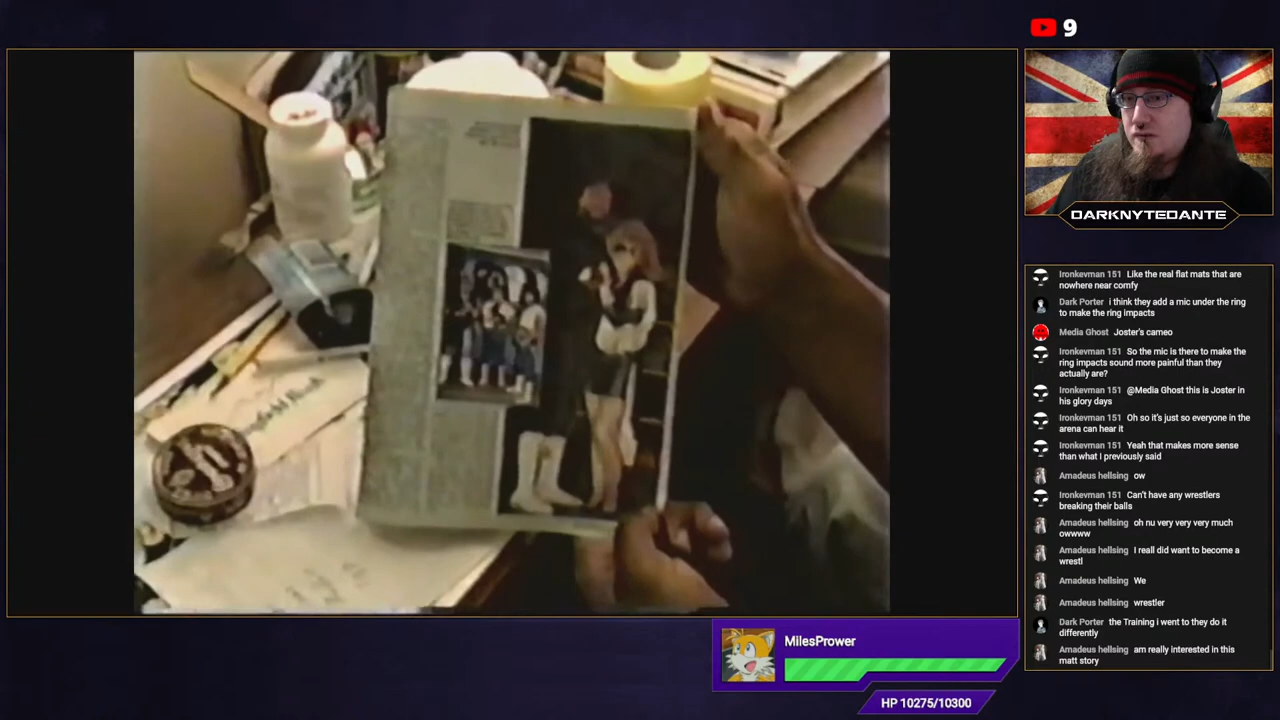 9
DARKNYTEDANTE
Ironkevman 151 Like the real flat mats that are
nowhere near comfy
Dark Porter i think they add a mic under the ring
to make the ring impacts
Media Ghost Joster's cameo
Ironkevman 151 So the mic is there to make the
ring impacts sound more painful than they
actually are?
Ironkevman 151 @Media Ghost this is Joster in
his glory days
Ironkevman 151 Oh so it's just so everyone in the
arena can hear it
Ironkevman 151 Yeah that makes more sense
than what I previously said
Amadeus hellsing ow
Ironkevman 151 Can't have any wrestlers
breaking their balls
Amadeus hellsing oh nu very very very much
owwww
Amadeus hellsing I reall did want to become a
wrestl
Amadeus hellsing We
Amadeus hellsing wrestler
Dark Porter the Training i went to they do it
differently
Amadeus hellsing am really interested in this
matt story
MilesPrower
HP 10275/10300